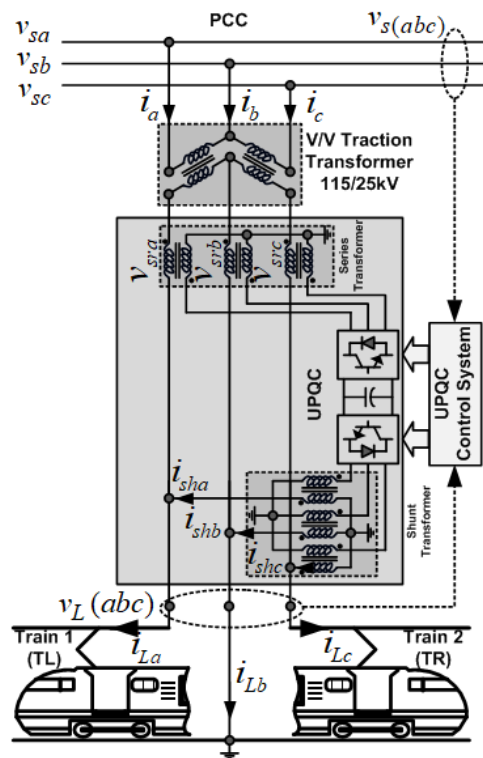 PCC
v_sa
v_s(abc)
v_sb
v_sc
i_a
i_b
i_c
V/V Traction
Transformer
115/25kV
v_sra
v_srb
v_src
Series
Transformer
UPQC
UPQC
Control System
i_sha
i_shb
i_shc
Shunt
Transformer
v_L(abc)
Train 1
(TL)
i_La
i_Lb
i_Lc
Train 2
(TR)